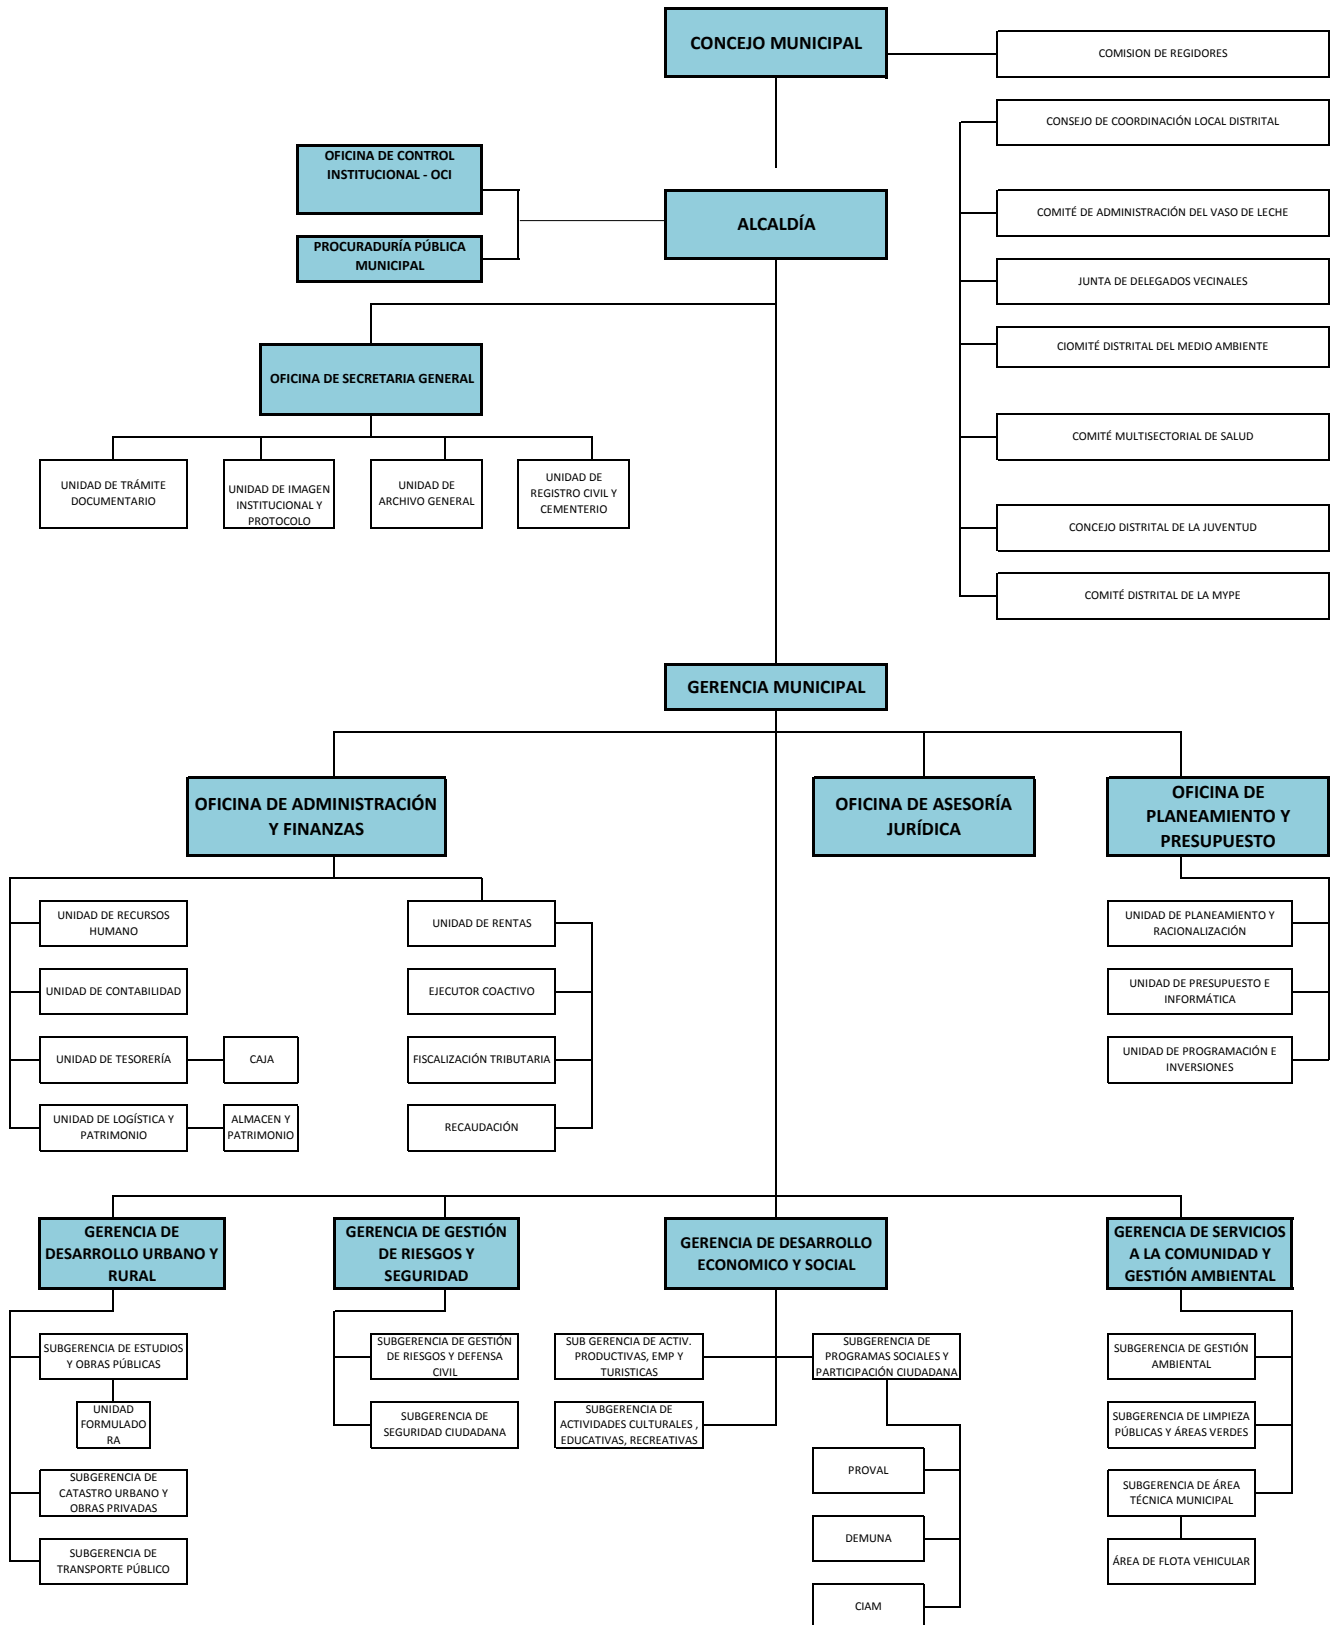 CONCEJO MUNICIPAL
COMISION DE REGIDORES
CONSEJO DE COORDINACIÓN LOCAL DISTRITAL
OFICINA DE CONTROL
INSTITUCIONAL - OCI
ALCALDÍA
COMITÉ DE ADMINISTRACIÓN DEL VASO DE LECHE
PROCURADURÍA PÚBLICA
MUNICIPAL
JUNTA DE DELEGADOS VECINALES
CIOMITÉ DISTRITAL DEL MEDIO AMBIENTE
OFICINA DE SECRETARIA GENERAL
COMITÉ MULTISECTORIAL DE SALUD
UNIDAD DE TRÁMITE
DOCUMENTARIO
UNIDAD DE IMAGEN
INSTITUCIONAL Y
PROTOCOLO
UNIDAD DE
ARCHIVO GENERAL
UNIDAD DE
REGISTRO CIVIL Y
CEMENTERIO
CONCEJO DISTRITAL DE LA JUVENTUD
COMITÉ DISTRITAL DE LA MYPE
GERENCIA MUNICIPAL
OFICINA DE ADMINISTRACIÓN
Y FINANZAS
OFICINA DE ASESORÍA
JURÍDICA
OFICINA DE
PLANEAMIENTO Y
PRESUPUESTO
UNIDAD DE RECURSOS
HUMANO
UNIDAD DE RENTAS
UNIDAD DE PLANEAMIENTO Y
RACIONALIZACIÓN
UNIDAD DE CONTABILIDAD
EJECUTOR COACTIVO
UNIDAD DE PRESUPUESTO E
INFORMÁTICA
UNIDAD DE TESORERÍA
CAJA
FISCALIZACIÓN TRIBUTARIA
UNIDAD DE PROGRAMACIÓN E
INVERSIONES
UNIDAD DE LOGÍSTICA Y
PATRIMONIO
ALMACEN Y
PATRIMONIO
RECAUDACIÓN
GERENCIA DE
DESARROLLO URBANO Y
RURAL
GERENCIA DE GESTIÓN
DE RIESGOS Y
SEGURIDAD
GERENCIA DE DESARROLLO
ECONOMICO Y SOCIAL
GERENCIA DE SERVICIOS
A LA COMUNIDAD Y
GESTIÓN AMBIENTAL
SUBGERENCIA DE ESTUDIOS
Y OBRAS PÚBLICAS
SUBGERENCIA DE GESTIÓN
DE RIESGOS Y DEFENSA
CIVIL
SUB GERENCIA DE ACTIV.
PRODUCTIVAS, EMP Y
TURISTICAS
SUBGERENCIA DE
PROGRAMAS SOCIALES Y
PARTICIPACIÓN CIUDADANA
SUBGERENCIA DE GESTIÓN
AMBIENTAL
UNIDAD
FORMULADO
RA
SUBGERENCIA DE
SEGURIDAD CIUDADANA
SUBGERENCIA DE
ACTIVIDADES CULTURALES ,
EDUCATIVAS, RECREATIVAS
SUBGERENCIA DE LIMPIEZA
PÚBLICAS Y ÁREAS VERDES
SUBGERENCIA DE
CATASTRO URBANO Y
OBRAS PRIVADAS
PROVAL
SUBGERENCIA DE ÁREA
TÉCNICA MUNICIPAL
SUBGERENCIA DE
TRANSPORTE PÚBLICO
DEMUNA
ÁREA DE FLOTA VEHICULAR
CIAM